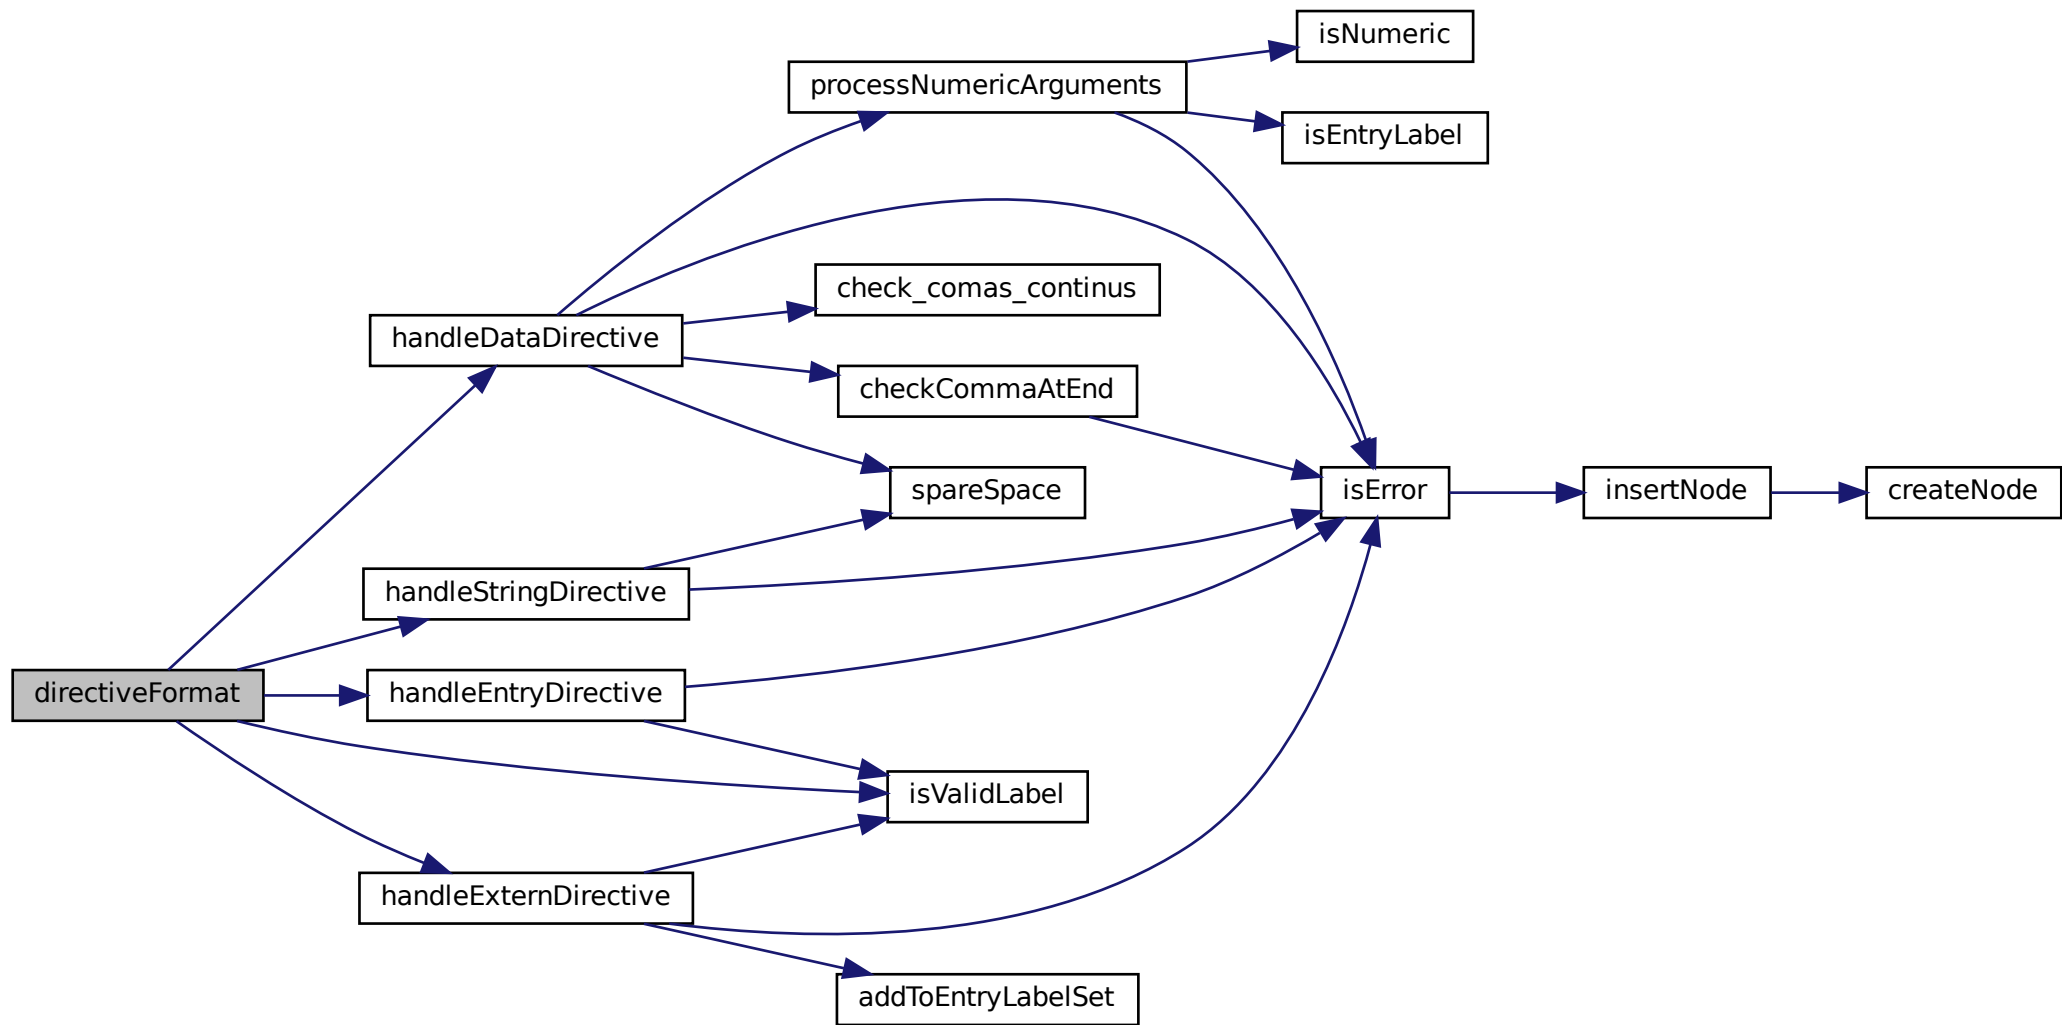 isNumeric
processNumericArguments
isEntryLabel
check_comas_continus
handleDataDirective
checkCommaAtEnd
spareSpace
isError
insertNode
createNode
handleStringDirective
directiveFormat
handleEntryDirective
isValidLabel
handleExternDirective
addToEntryLabelSet